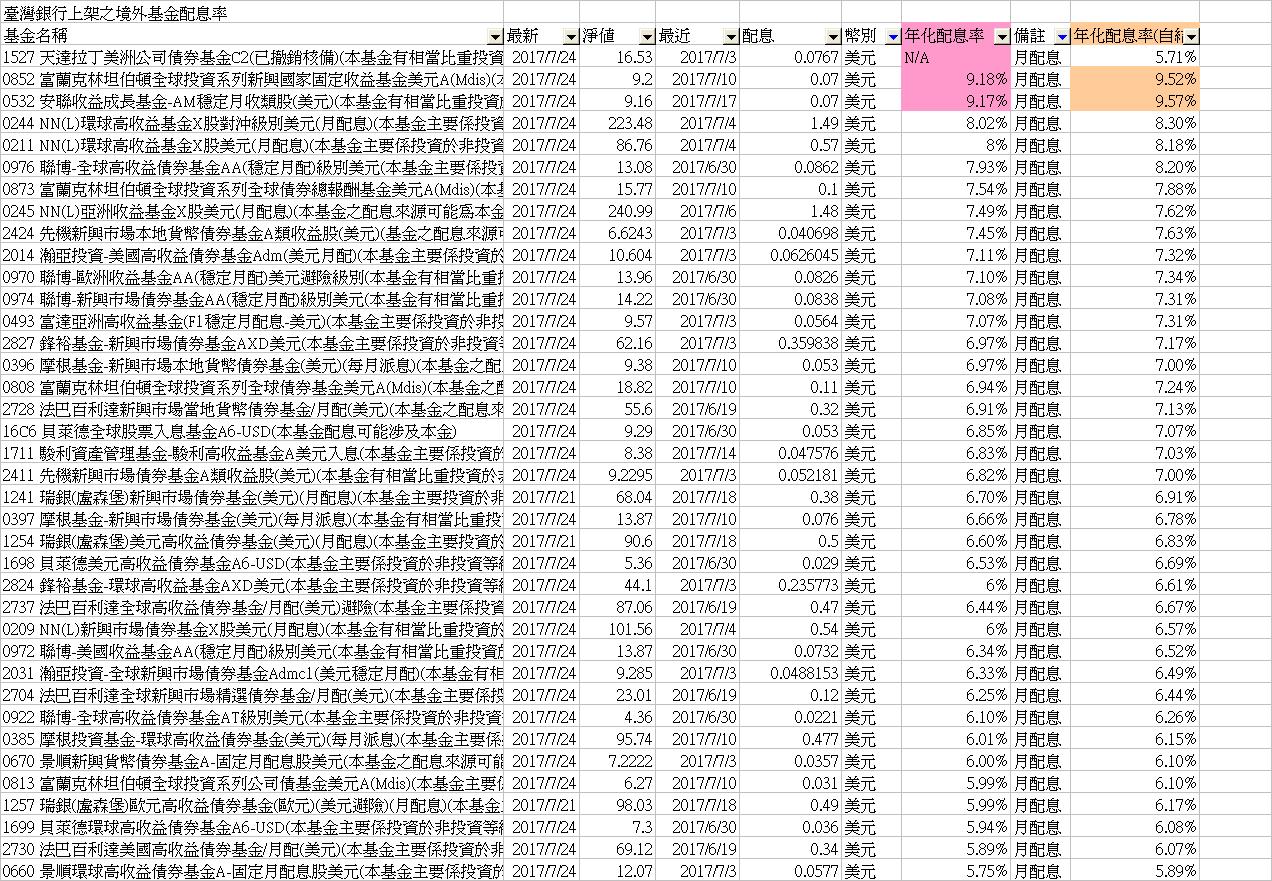 臺灣銀行上架之境外基金配息率
基金名稱 最新 淨值 最近 配息 幣別 年化配息率 備註 年化配息率(自
1527 天達拉丁美洲公司債券基金C2(已撤銷核備)(本基金有相當比重投資 2017/7/24 16.53 2017/7/3 0.0767 美元 N/A 月配息 5.71%
0852 富蘭克林坦伯頓全球投資系列新興國家固定收益基金美元A(Mdis)(本 2017/7/24 9.2 2017/7/10 0.07 美元 9.18% 月配息 9.52%
0532 安聯收益成長基金-AM穩定月收類股(美元)(本基金有相當比重投資 2017/7/24 9.16 2017/7/17 0.07 美元 9.17% 月配息 9.57%
0244 NN(L)環球高收益基金X股對沖級別美元(月配息)(本基金主要係投資 2017/7/24 223.48 2017/7/4 1.49 美元 8.02% 月配息 8.30%
0211 NN(L)環球高收益基金X股美元(月配息)(本基金主要係投資於非投資 2017/7/24 86.76 2017/7/4 0.57 美元 8% 月配息 8.18%
0976 聯博-全球高收益債券基金AA(穩定月配)級別美元(本基金主要係投資 2017/7/24 13.08 2017/6/30 0.0862 美元 7.93% 月配息 8.20%
0873 富蘭克林坦伯頓全球投資系列全球債券總報酬基金美元A(Mdis)(本基 2017/7/24 15.77 2017/7/10 0.1 美元 7.54% 月配息 7.88%
0245 NN(L)亞洲收益基金X股美元(月配息)(本基金之配息來源可能為本金 2017/7/24 240.99 2017/7/6 1.48 美元 7.49% 月配息 7.62%
2424 先機新興市場本地貨幣債券基金A類收益股(美元)(基金之配息來源可 2017/7/24 6.6243 2017/7/3 0.040698 美元 7.45% 月配息 7.63%
2014 瀚亞投資-美國高收益債券基金Adm(美元月配)(本基金主要係投資於 2017/7/24 10.604 2017/7/3 0.0626045 美元 7.11% 月配息 7.32%
0970 聯博-歐洲收益基金AA(穩定月配)美元避險級別(本基金有相當比重投 2017/7/24 13.96 2017/6/30 0.0826 美元 7.10% 月配息 7.34%
0974 聯博-新興市場債券基金AA(穩定月配)級別美元(本基金有相當比重投 2017/7/24 14.22 2017/6/30 0.0838 美元 7.08% 月配息 7.31%
0493 富達亞洲高收益基金(F1穩定月配息-美元)(本基金主要係投資於非投 2017/7/24 9.57 2017/7/3 0.0564 美元 7.07% 月配息 7.31%
2827 鋒裕基金-新興市場債券基金AXD美元(本基金主要係投資於非投資等 2017/7/24 62.16 2017/7/3 0.359838 美元 6.97% 月配息 7.17%
0396 摩根基金-新興市場本地貨幣債券基金(美元)(每月派息)(本基金之配 2017/7/24 9.38 2017/7/10 0.053 美元 6.97% 月配息 7.00%
0808 富蘭克林坦伯頓全球投資系列全球債券基金美元A(Mdis)(本基金之配 2017/7/24 18.82 2017/7/10 0.11 美元 6.94% 月配息 7.24%
2728 法巴百利達新興市場當地貨幣債券基金/月配(美元)(本基金之配息來 2017/7/24 55.6 2017/6/19 0.32 美元 6.91% 月配息 7.13%
16C6 貝萊德全球股票入息基金A6-USD(本基金配息可能涉及本金) 2017/7/24 9.29 2017/6/30 0.053 美元 6.85% 月配息 7.07%
1711 駿利資產管理基金-駿利高收益基金A美元入息(本基金主要係投資於 2017/7/24 8.38 2017/7/14 0.047576 美元 6.83% 月配息 7.03%
2411 先機新興市場債券基金A類收益股(美元)(本基金有相當比重投資於非 2017/7/24 9.2295 2017/7/3 0.052181 美元 6.82% 月配息 7.00%
1241 瑞銀(盧森堡)新興市場債券基金(美元)(月配息)(本基金主要投資於非 2017/7/21 68.04 2017/7/18 0.38 美元 6.70% 月配息 6.91%
0397 摩根基金-新興市場債券基金(美元)(每月派息)(本基金有相當比重投 2017/7/24 13.87 2017/7/10 0.076 美元 6.66% 月配息 6.78%
1254 瑞銀(盧森堡)美元高收益債券基金(美元)(月配息)(本基金主要係投資 2017/7/21 90.6 2017/7/18 0.5 美元 6.60% 月配息 6.83%
1698 貝萊德美元高收益債券基金A6-USD(本基金主要係投資於非投資等級 2017/7/24 5.36 2017/6/30 0.029 美元 6.53% 月配息 6.69%
2824 鋒裕基金-環球高收益基金AXD美元(本基金主要係投資於非投資等級 2017/7/24 44.1 2017/7/3 0.235773 美元 6% 月配息 6.61%
2737 法巴百利達全球高收益債券基金/月配(美元)避險(本基金主要係投資 2017/7/24 87.06 2017/6/19 0.47 美元 6.44% 月配息 6.67%
0209 NN(L)新興市場債券基金X股美元(月配息)(本基金有相當比重投資於 2017/7/24 101.56 2017/7/4 0.54 美元 6% 月配息 6.57%
0972 聯博-美國收益基金AA(穩定月配)級別美元(本基金有相當比重投資於 2017/7/24 13.87 2017/6/30 0.0732 美元 6.34% 月配息 6.52%
2031 瀚亞投資-全球新興市場債券基金Admc1(美元穩定月配)(本基金有相 2017/7/24 9.285 2017/7/3 0.0488153 美元 6.33% 月配息 6.49%
2704 法巴百利達全球新興市場精選債券基金/月配(美元)(本基金主要係投 2017/7/24 23.01 2017/6/19 0.12 美元 6.25% 月配息 6.44%
0922 聯博-全球高收益債券基金AT級別美元(本基金主要係投資於非投資 2017/7/24 4.36 2017/6/30 0.0221 美元 6.10% 月配息 6.26%
0385 摩根投資基金-環球高收益債券基金(美元)(每月派息)(本基金主要係 2017/7/24 95.74 2017/7/10 0.477 美元 6.01% 月配息 6.15%
0670 景順新興貨幣債券基金A-固定月配息股美元(本基金之配息來源可能 2017/7/24 7.2222 2017/7/3 0.0357 美元 6.00% 月配息 6.10%
0813 富蘭克林坦伯頓全球投資系列公司債基金美元A(Mdis)(本基金主要係 2017/7/24 6.27 2017/7/10 0.031 美元 5.99% 月配息 6.10%
1257 瑞銀(盧森堡)歐元高收益債券基金(歐元)(美元避險)(月配息)(本基金 2017/7/21 98.03 2017/7/18 0.49 美元 5.99% 月配息 6.17%
1699 貝萊德環球高收益債券基金A6-USD(本基金主要係投資於非投資等級 2017/7/24 7.3 2017/6/30 0.036 美元 5.94% 月配息 6.08%
2730 法巴百利達美國高收益債券基金/月配(美元)(本基金主要係投資於非 2017/7/24 69.12 2017/6/19 0.34 美元 5.89% 月配息 6.07%
0660 景順環球高收益債券基金A-固定月配息股美元(本基金主要係投資於 2017/7/24 12.07 2017/7/3 0.0577 美元 5.75% 月配息 5.89%